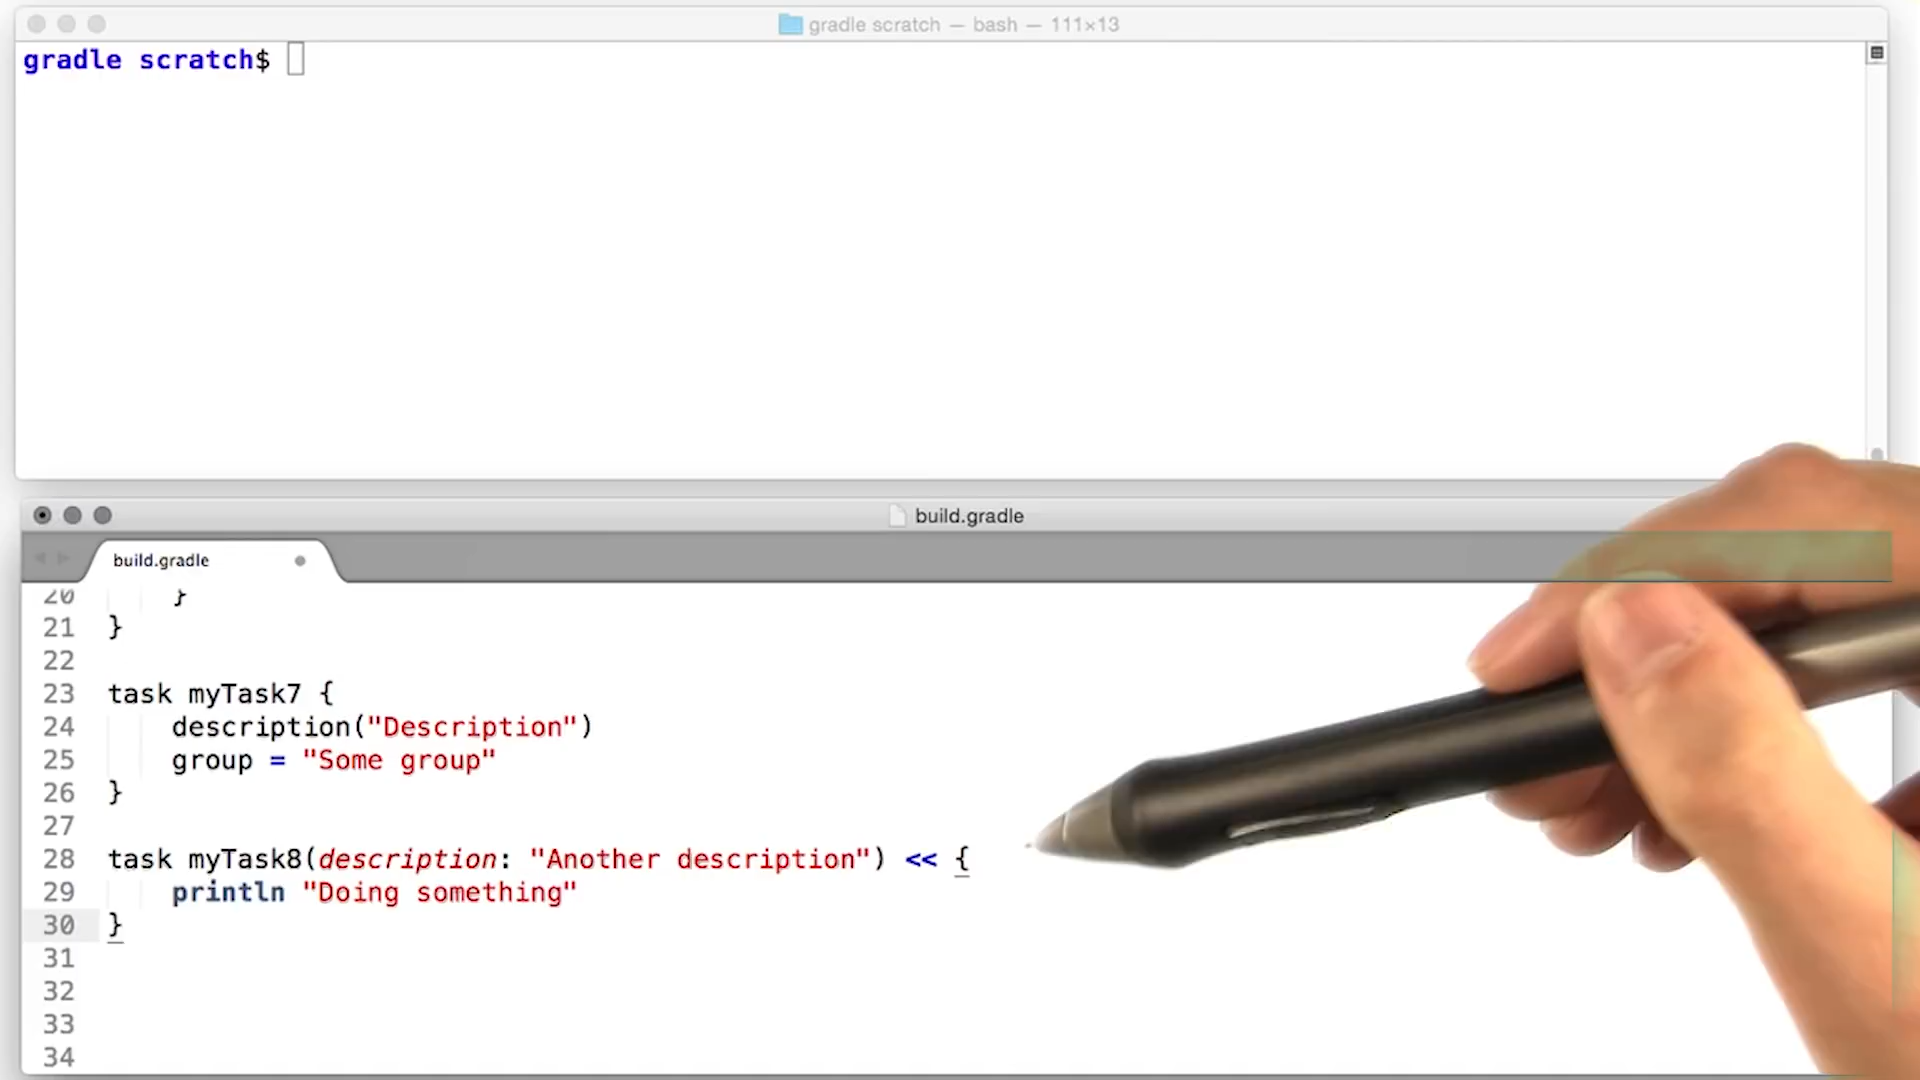 gradle scratch — bash — 111×13
gradle scratch$
build.gradle
build.gradle
20 }
21 }
22
23 task myTask7 {
24 description("Description")
25 group = "Some group"
26 }
27
28 task myTask8(description: "Another description") << {
29 println "Doing something"
30 }
31
32
33
34